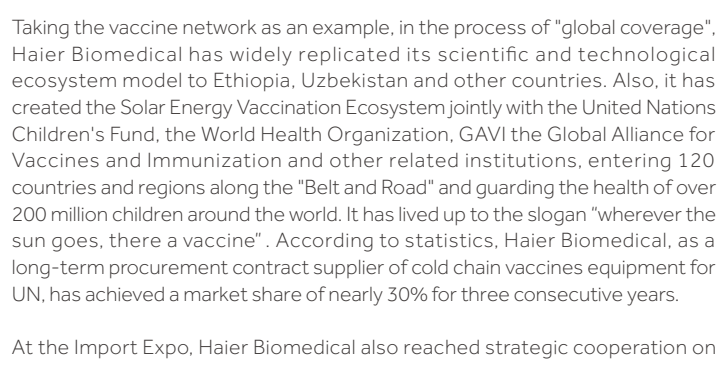 Taking the vaccine network as an example, in the process of "global coverage",
Haier Biomedical has widely replicated its scientific and technological
ecosystem model to Ethiopia, Uzbekistan and other countries. Also, it has
created the Solar Energy Vaccination Ecosystem jointly with the United Nations
Children's Fund, the World Health Organization, GAVI the Global Alliance for
Vaccines and Immunization and other related institutions, entering 120
countries and regions along the "Belt and Road" and guarding the health of over
200 million children around the world. It has lived up to the slogan “wherever the
sun goes, there a vaccine” . According to statistics, Haier Biomedical, as a
long-term procurement contract supplier of cold chain vaccines equipment for
UN, has achieved a market share of nearly 30% for three consecutive years.
At the Import Expo, Haier Biomedical also reached strategic cooperation on